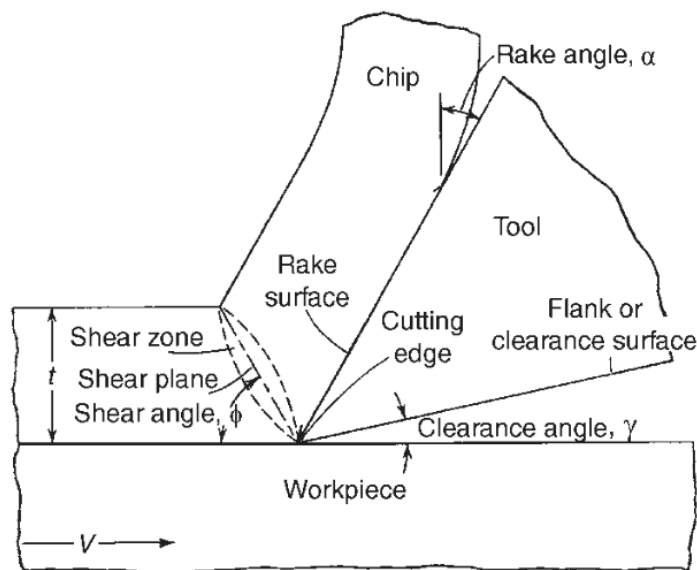 Rake angle, α
Chip
Tool
Rake
surface
Cutting
edge
Flank or
clearance surface
Shear zone
t
Shear plane
Shear angle, ϕ
Clearance angle, γ
Workpiece
V